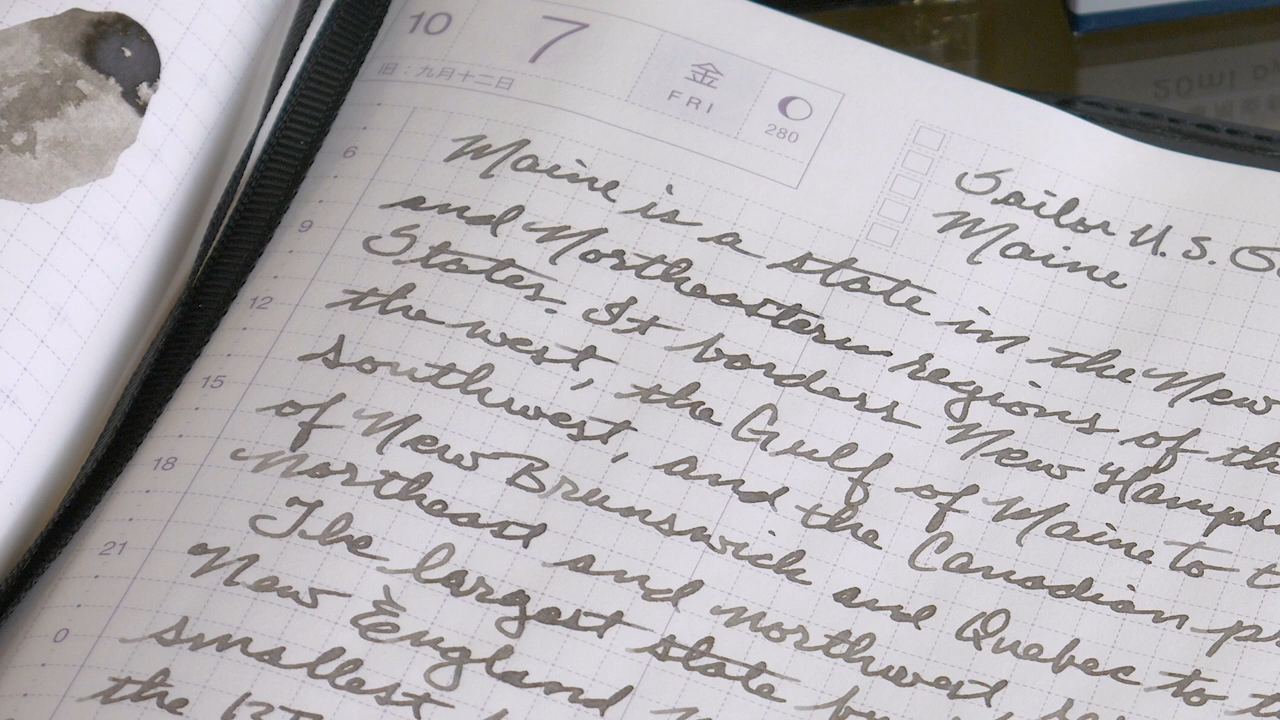 10 7 金 FRI 280
旧:九月十二日
Sailor U.S.
Maine
6
9
12
15
18
21
0
Maine is a state in the New
and Northeastern regions of the
States. It borders New Hamps
the west, the Gulf of Maine to
southwest, and the Canadian p
of New Brunswick and Quebec to
Northeast and northwest
The largest state
New England
smallest
the 12
20ml